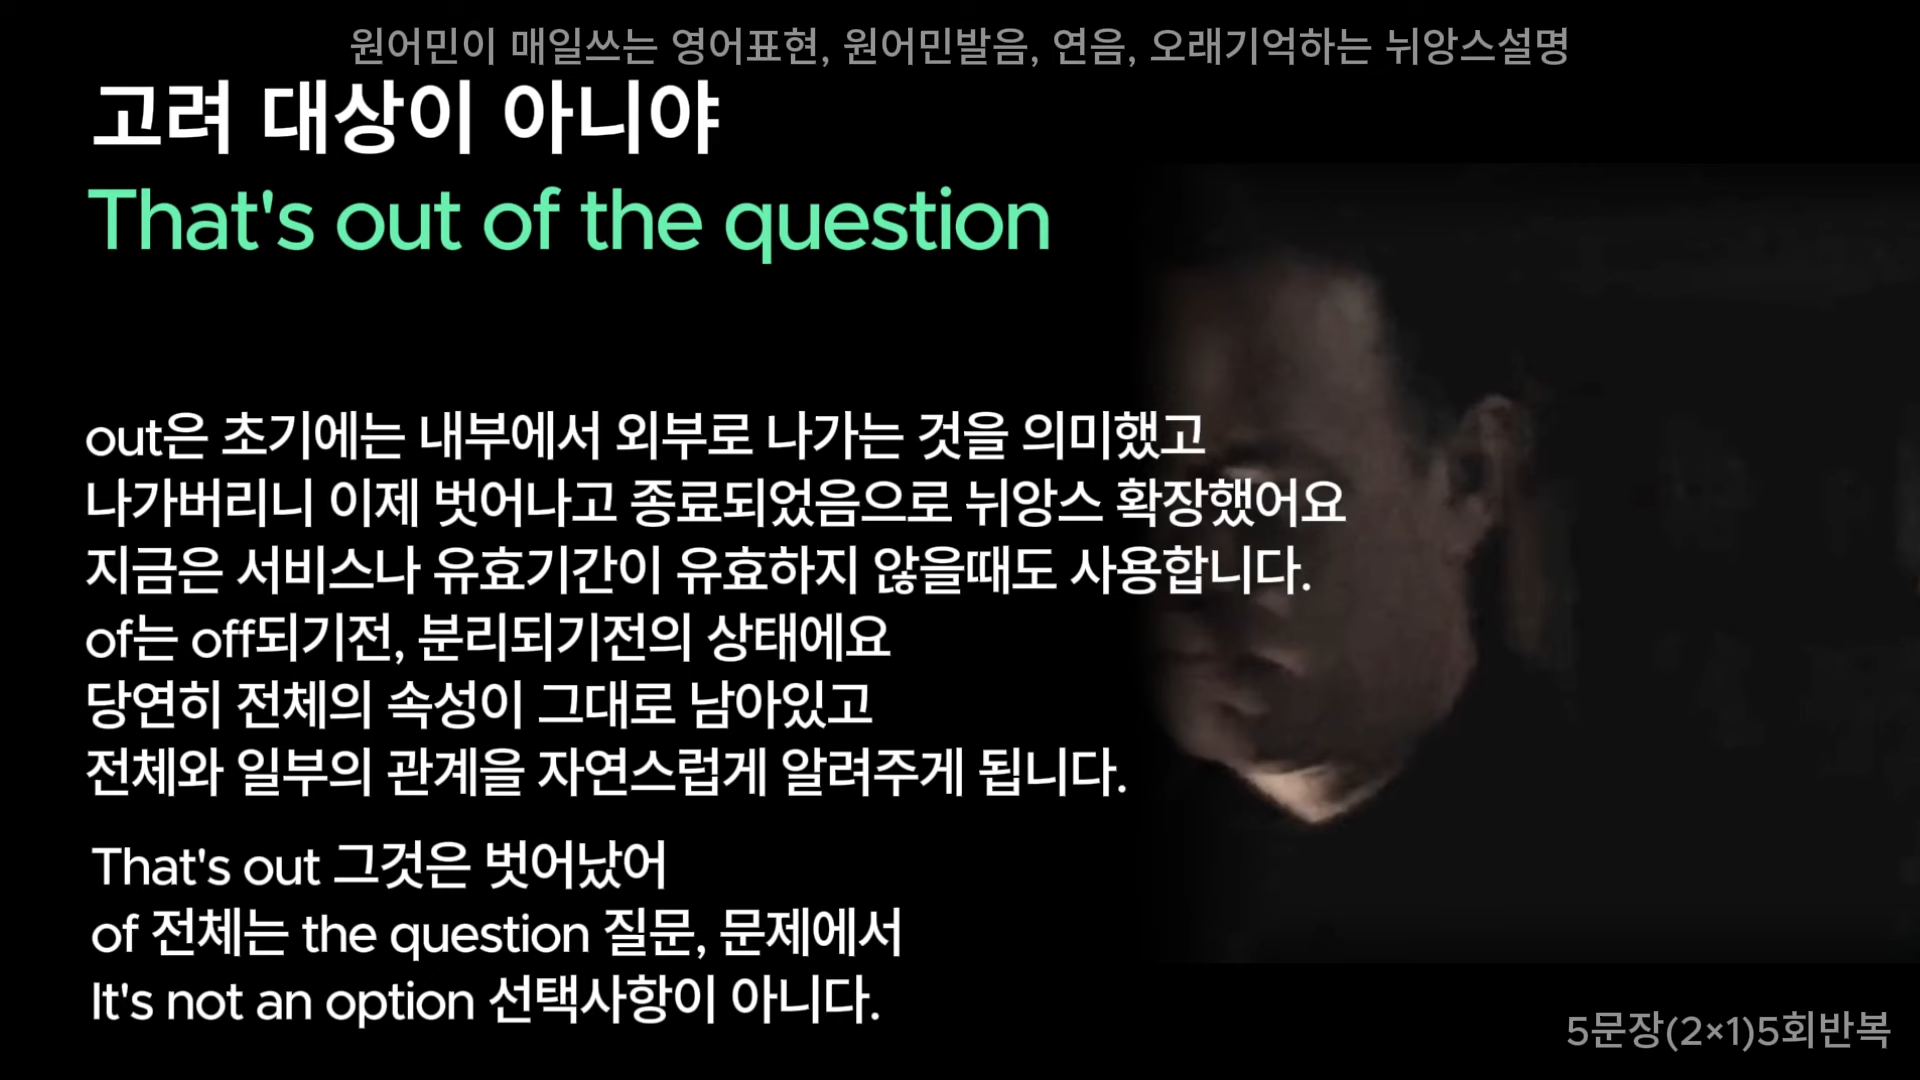 원어민이 매일쓰는 영어표현, 원어민발음, 연음, 오래기억하는 뉘앙스설명
고려 대상이 아니야
That's out of the question
out은 초기에는 내부에서 외부로 나가는 것을 의미했고
나가버리니 이제 벗어나고 종료되었음으로 뉘앙스 확장했어요
지금은 서비스나 유효기간이 유효하지 않을때도 사용합니다.
of는 off되기전, 분리되기전의 상태에요
당연히 전체의 속성이 그대로 남아있고
전체와 일부의 관계을 자연스럽게 알려주게 됩니다.
That's out 그것은 벗어났어
of 전체는 the question 질문, 문제에서
It's not an option 선택사항이 아니다.
5문장(2×1)5회반복